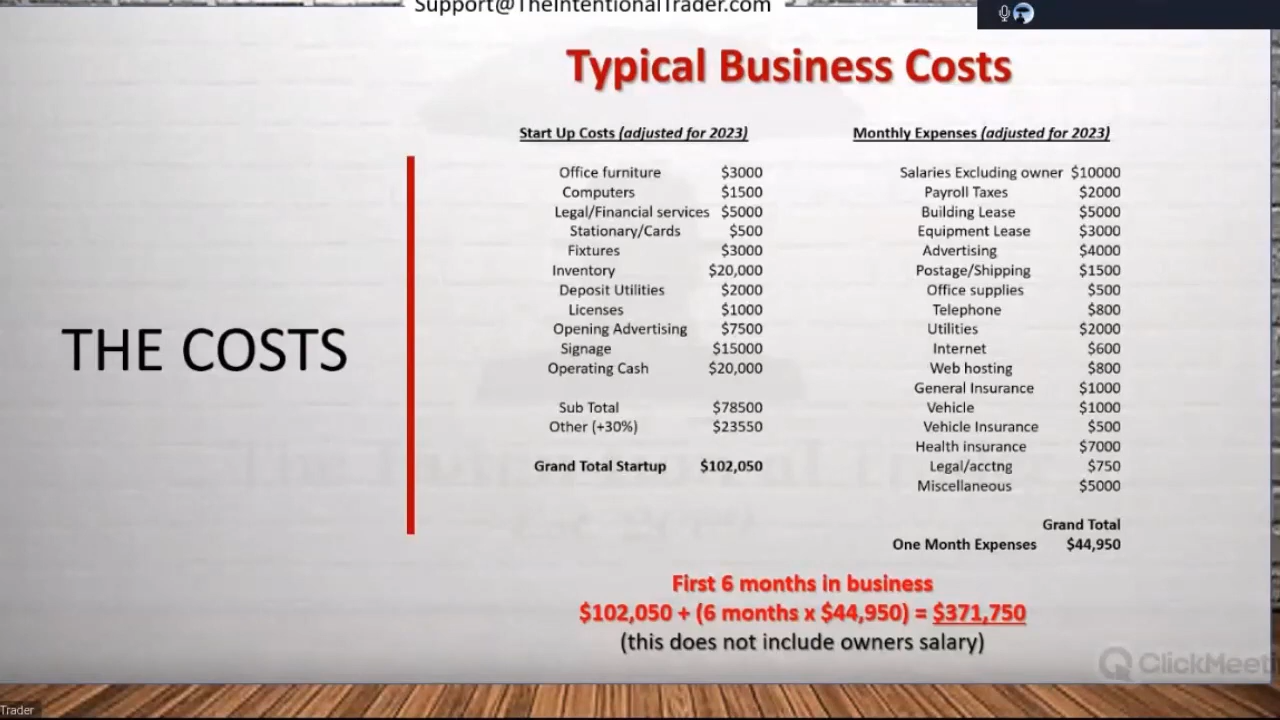 Support@TheIntentionalTrader.com
Typical Business Costs
THE COSTS
Start Up Costs (adjusted for 2023)
Office furniture $3000
Computers $1500
Legal/Financial services $5000
Stationary/Cards $500
Fixtures $3000
Inventory $20,000
Deposit Utilities $2000
Licenses $1000
Opening Advertising $7500
Signage $15000
Operating Cash $20,000
Sub Total $78500
Other (+30%) $23550
Grand Total Startup $102,050
Monthly Expenses (adjusted for 2023)
Salaries Excluding owner $10000
Payroll Taxes $2000
Building Lease $5000
Equipment Lease $3000
Advertising $4000
Postage/Shipping $1500
Office supplies $500
Telephone $800
Utilities $2000
Internet $600
Web hosting $800
General Insurance $1000
Vehicle $1000
Vehicle Insurance $500
Health insurance $7000
Legal/acctng $750
Miscellaneous $5000
Grand Total
One Month Expenses $44,950
First 6 months in business
$102,050 + (6 months x $44,950) = $371,750
(this does not include owners salary)
ClickMeeti
Trader